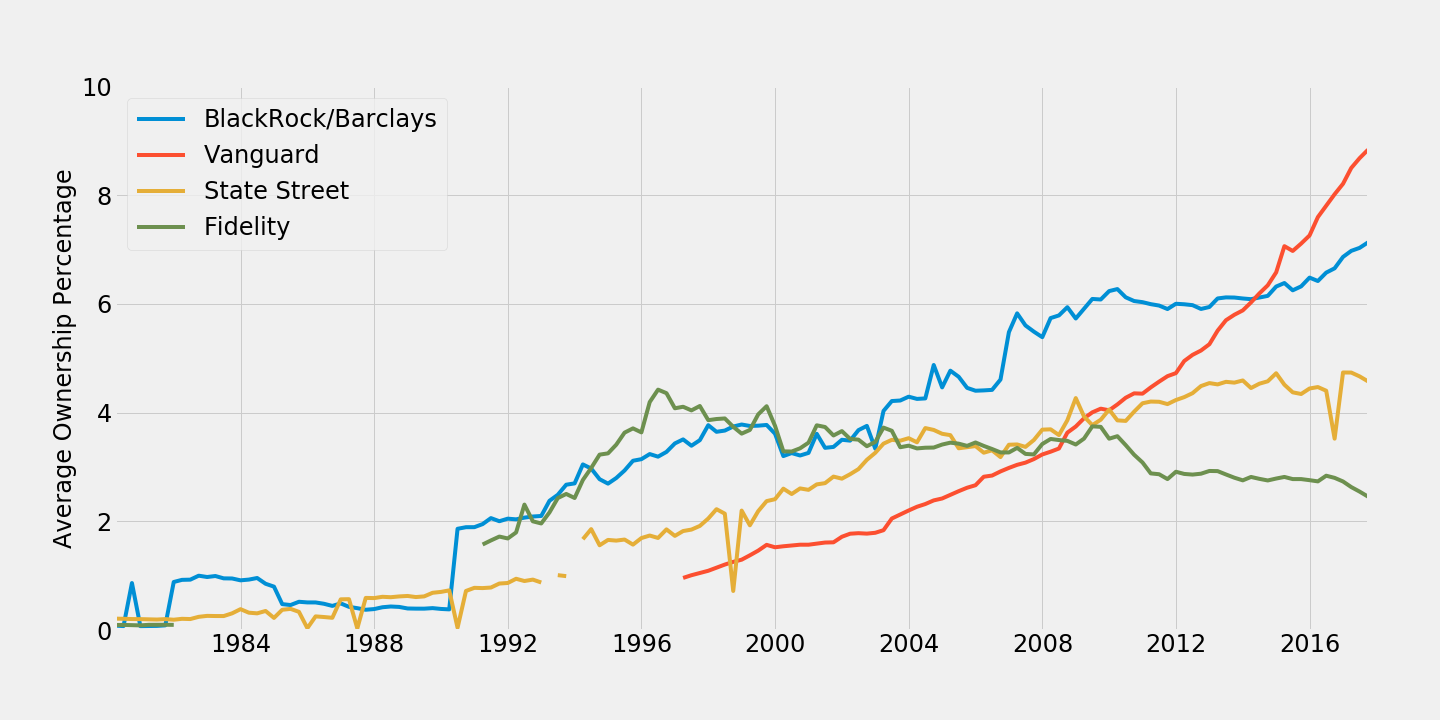 10
8
6
4
2
0
Average Ownership Percentage
BlackRock/Barclays
Vanguard
State Street
Fidelity
1984 1988 1992 1996 2000 2004 2008 2012 2016